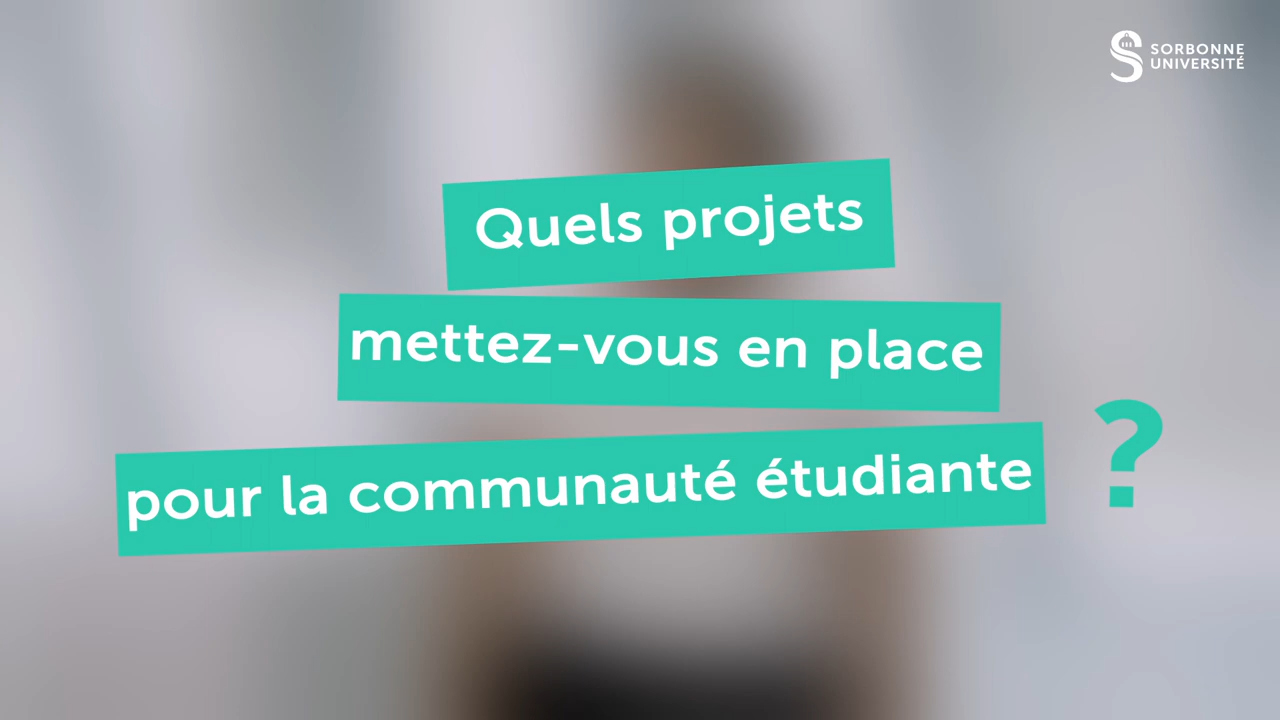 SORBONNE
UNIVERSITÉ
Quels projets
mettez-vous en place
pour la communauté étudiante
?